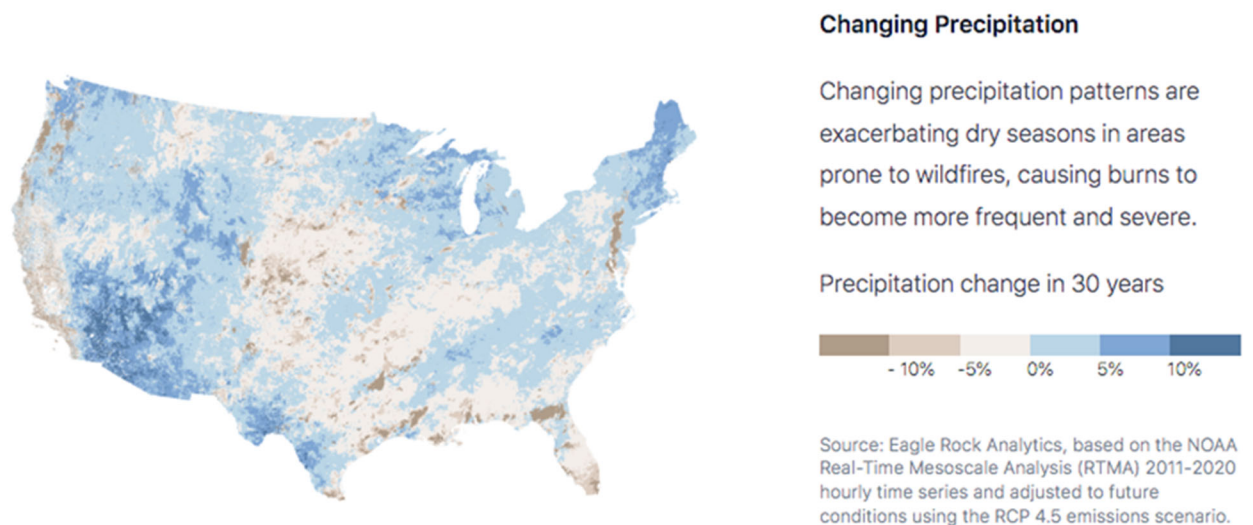 Changing Precipitation
Changing precipitation patterns are
exacerbating dry seasons in areas
prone to wildfires, causing burns to
become more frequent and severe.
Precipitation change in 30 years
- 10% -5% 0% 5% 10%
Source: Eagle Rock Analytics, based on the NOAA
Real-Time Mesoscale Analysis (RTMA) 2011-2020
hourly time series and adjusted to future
conditions using the RCP 4.5 emissions scenario.